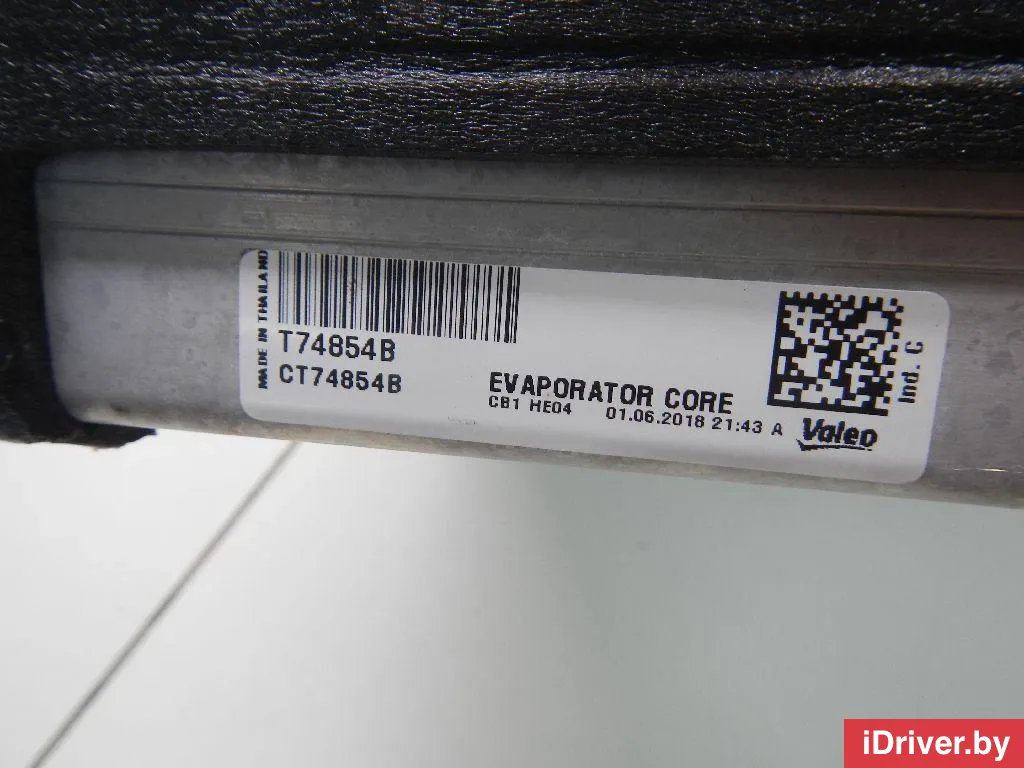 MADE IN THAILAND
T74854B
CT74854B
EVAPORATOR CORE
CB1 HE04 01.06.2018 21:43 A
Valeo
Ind. C
iDriver.by